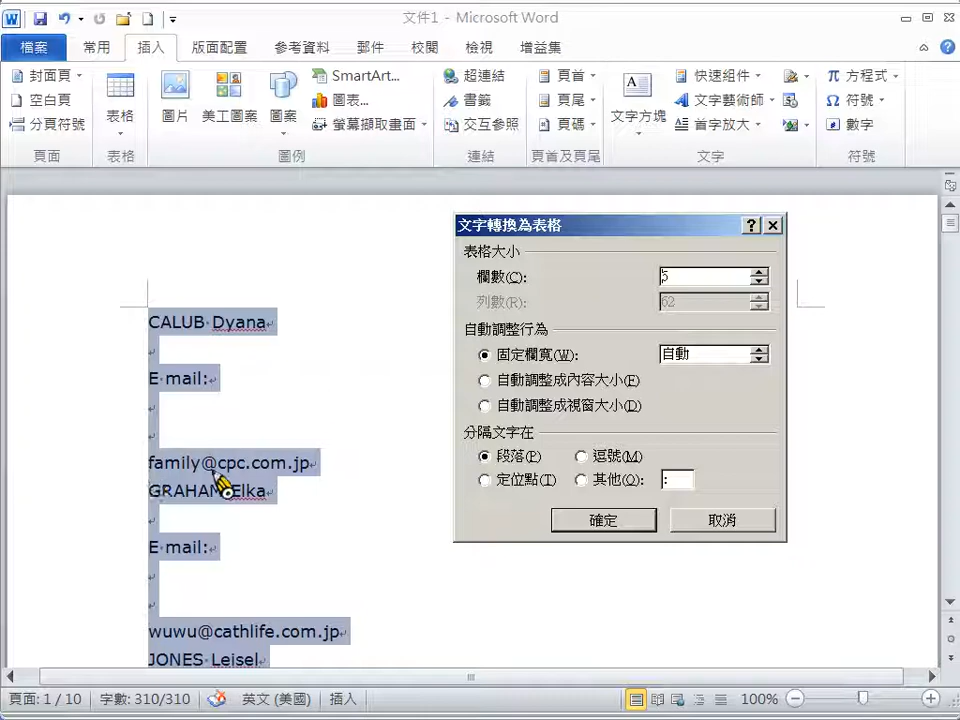 文件1 - Microsoft Word
檔案 常用 插入 版面配置 參考資料 郵件 校閱 檢視 增益集
封面頁
空白頁
分頁符號
頁面
表格
表格
圖片
美工圖案
圖案
SmartArt...
圖表...
螢幕擷取畫面
圖例
超連結
書籤
交互參照
連結
頁首
頁尾
頁碼
頁首及頁尾
文字方塊
快速組件
文字藝術師
首字放大
文字
方程式
符號
數字
符號
CALUB Dyana
E mail:
family@cpc.com.jp
GRAHAM Elka
E mail:
wuwu@cathlife.com.jp
JONES Leisel
文字轉換為表格
表格大小
欄數(C): 5
列數(R): 62
自動調整行為
固定欄寬(W): 自動
自動調整成內容大小(F)
自動調整成視窗大小(D)
分隔文字在
段落(P) 逗號(M)
定位點(T) 其他(O): :
確定 取消
頁面: 1 / 10 字數: 310/310 英文 (美國) 插入 100%